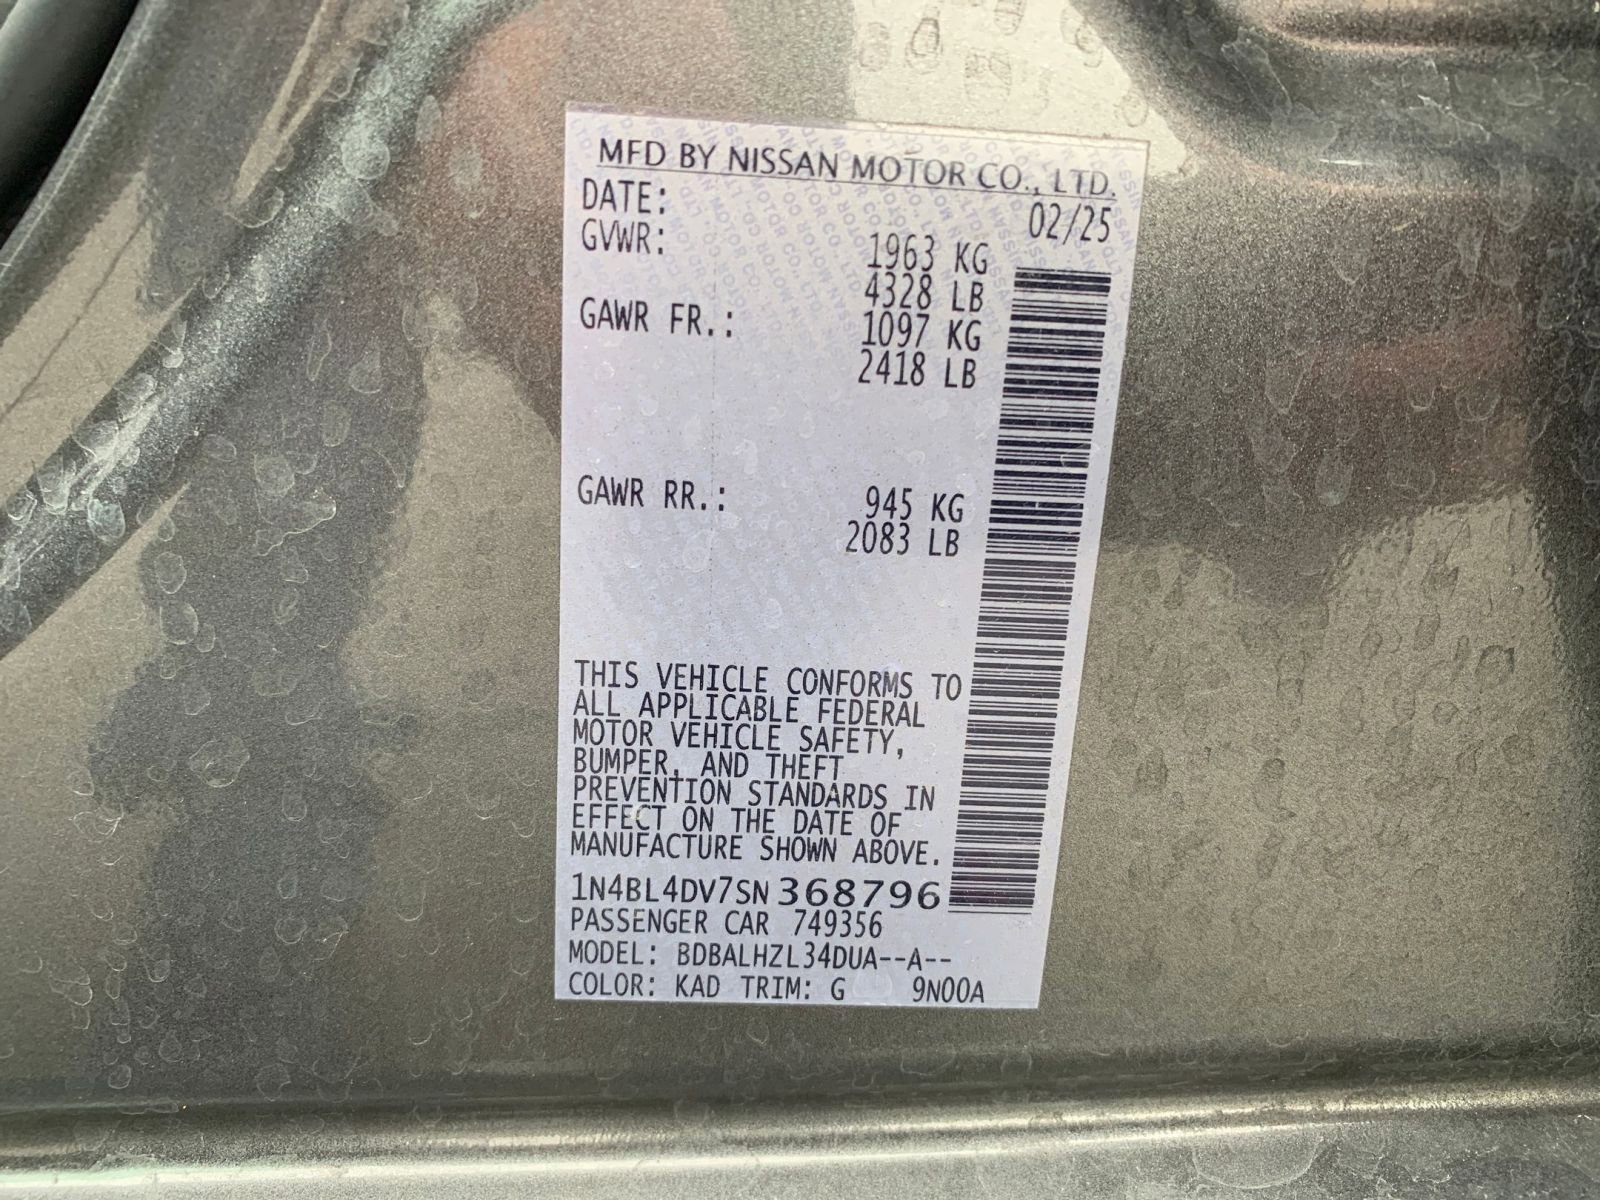 MFD BY NISSAN MOTOR CO., LTD.
DATE: 02/25
GVWR: 1963 KG
4328 LB
GAWR FR.: 1097 KG
2418 LB
GAWR RR.: 945 KG
2083 LB
THIS VEHICLE CONFORMS TO
ALL APPLICABLE FEDERAL
MOTOR VEHICLE SAFETY,
BUMPER, AND THEFT
PREVENTION STANDARDS IN
EFFECT ON THE DATE OF
MANUFACTURE SHOWN ABOVE.
1N4BL4DV7SN368796
PASSENGER CAR 749356
MODEL: BDBALHZL34DUA--A--
COLOR: KAD TRIM: G 9N00A